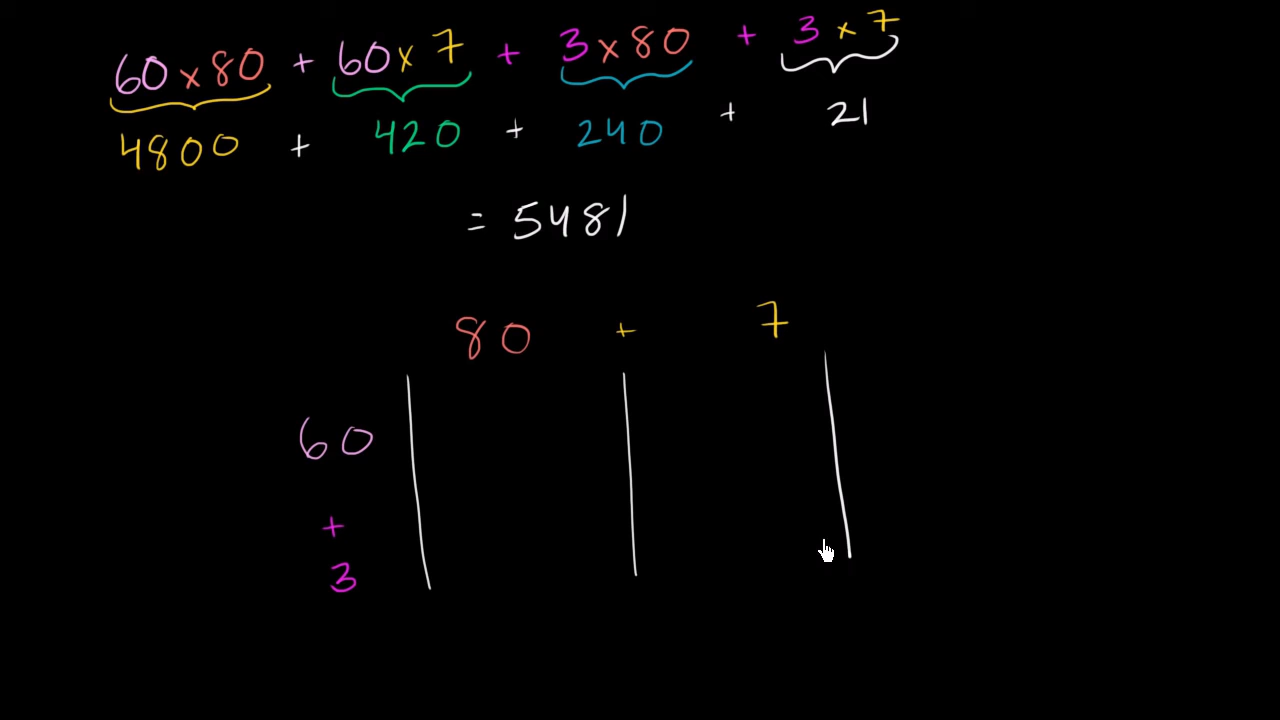 60 x 80 + 60 x 7 + 3 x 80 + 3 x 7
4800 + 420 + 240 + 21
= 5481
80 + 7
60
+
3